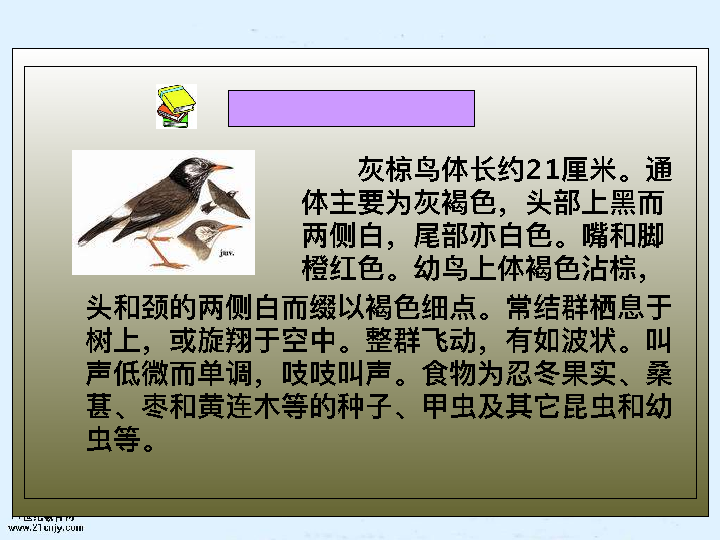 灰椋鸟体长约21厘米。通
体主要为灰褐色，头部上黑而
两侧白，尾部亦白色。嘴和脚
橙红色。幼鸟上体褐色沾棕，
头和颈的两侧白而缀以褐色细点。常结群栖息于
树上，或旋翔于空中。整群飞动，有如波状。叫
声低微而单调，吱吱叫声。食物为忍冬果实、桑
葚、枣和黄连木等的种子、甲虫及其它昆虫和幼
虫等。
juv.
www.21cnjy.com